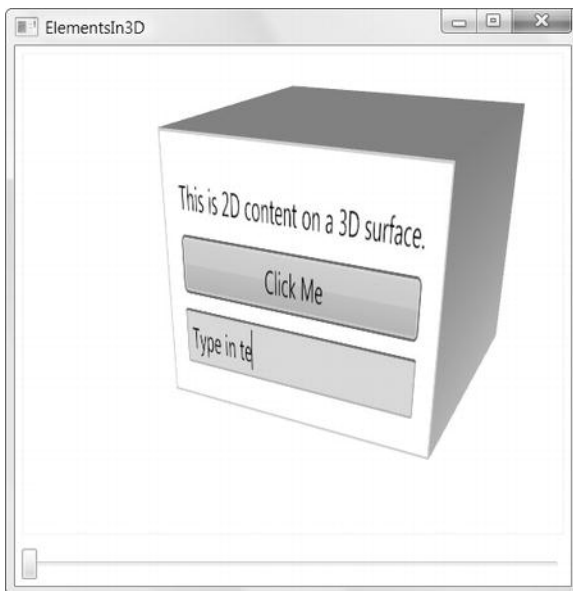 ElementsIn3D
This is 2D content on a 3D surface.
Click Me
Type in te